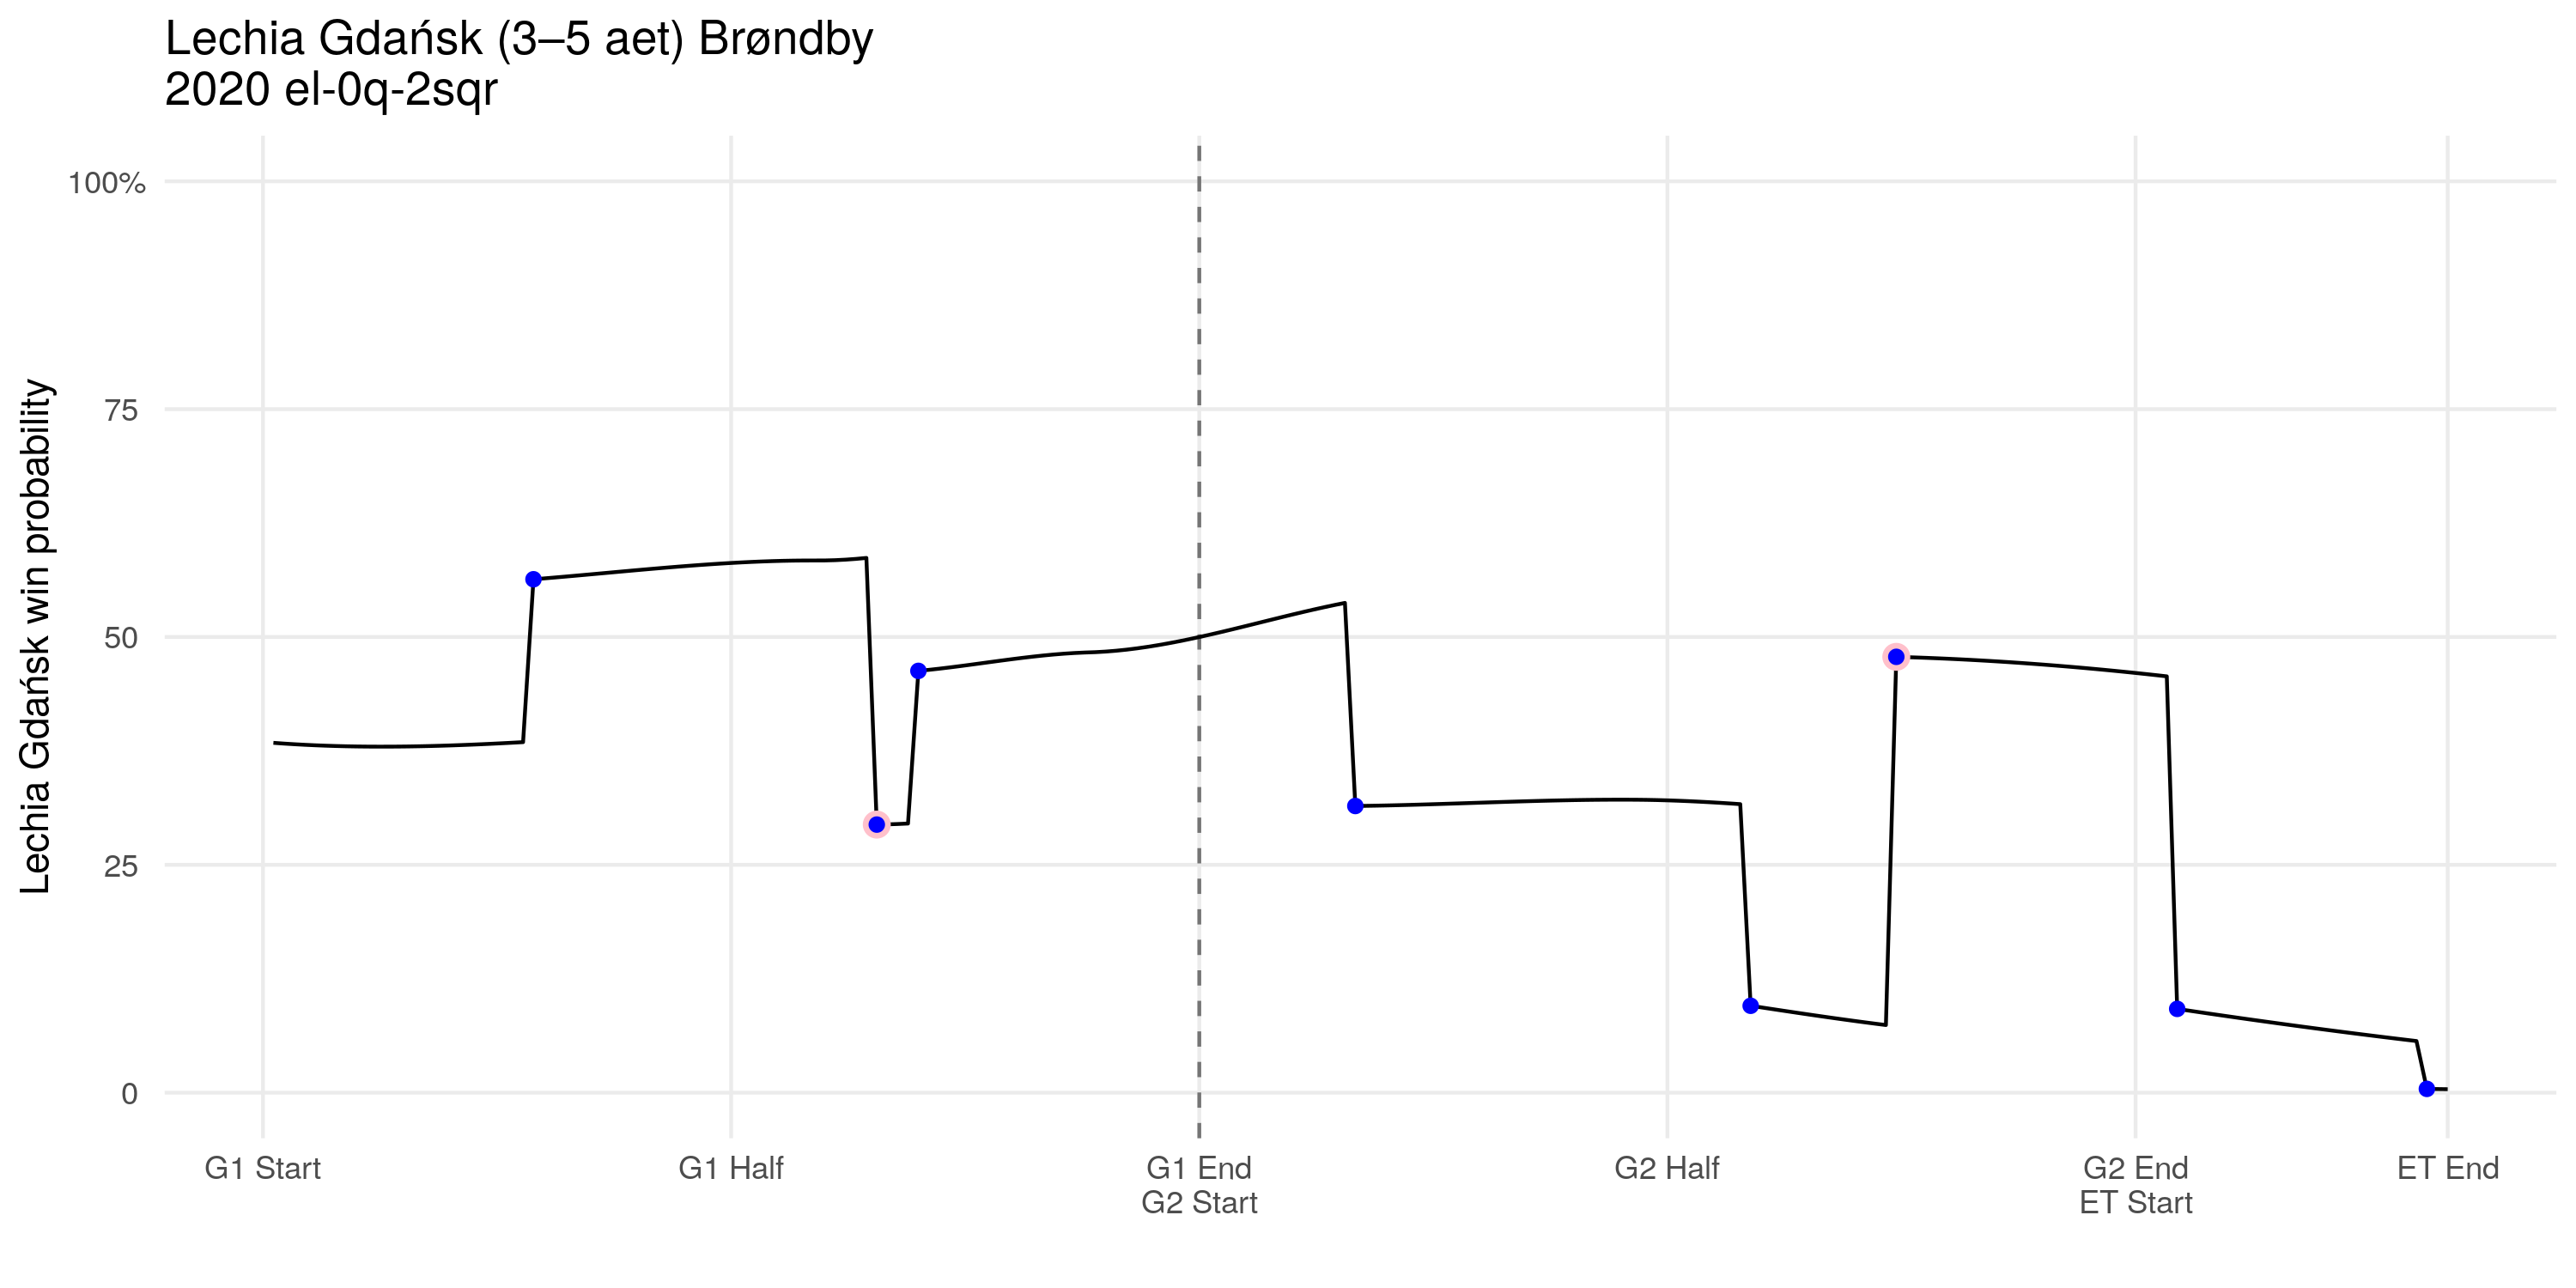 Lechia Gdańsk (3–5 aet) Brøndby
2020 el-0q-2sqr
Lechia Gdańsk win probability
100%
75
50
25
0
G1 Start
G1 Half
G1 End
G2 Start
G2 Half
G2 End
ET Start
ET End